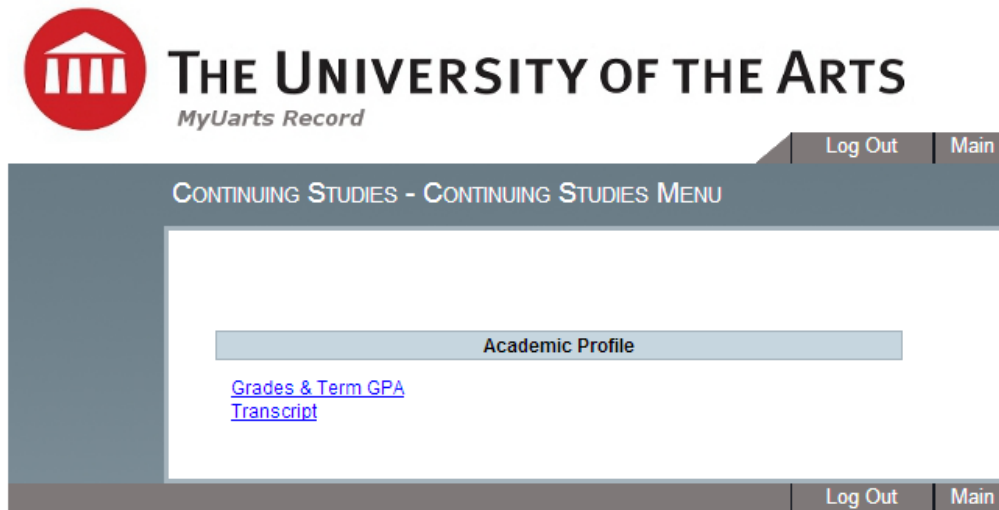 THE UNIVERSITY OF THE ARTS
MyUarts Record
Log Out Main
CONTINUING STUDIES - CONTINUING STUDIES MENU
Academic Profile
Grades & Term GPA
Transcript
Log Out Main